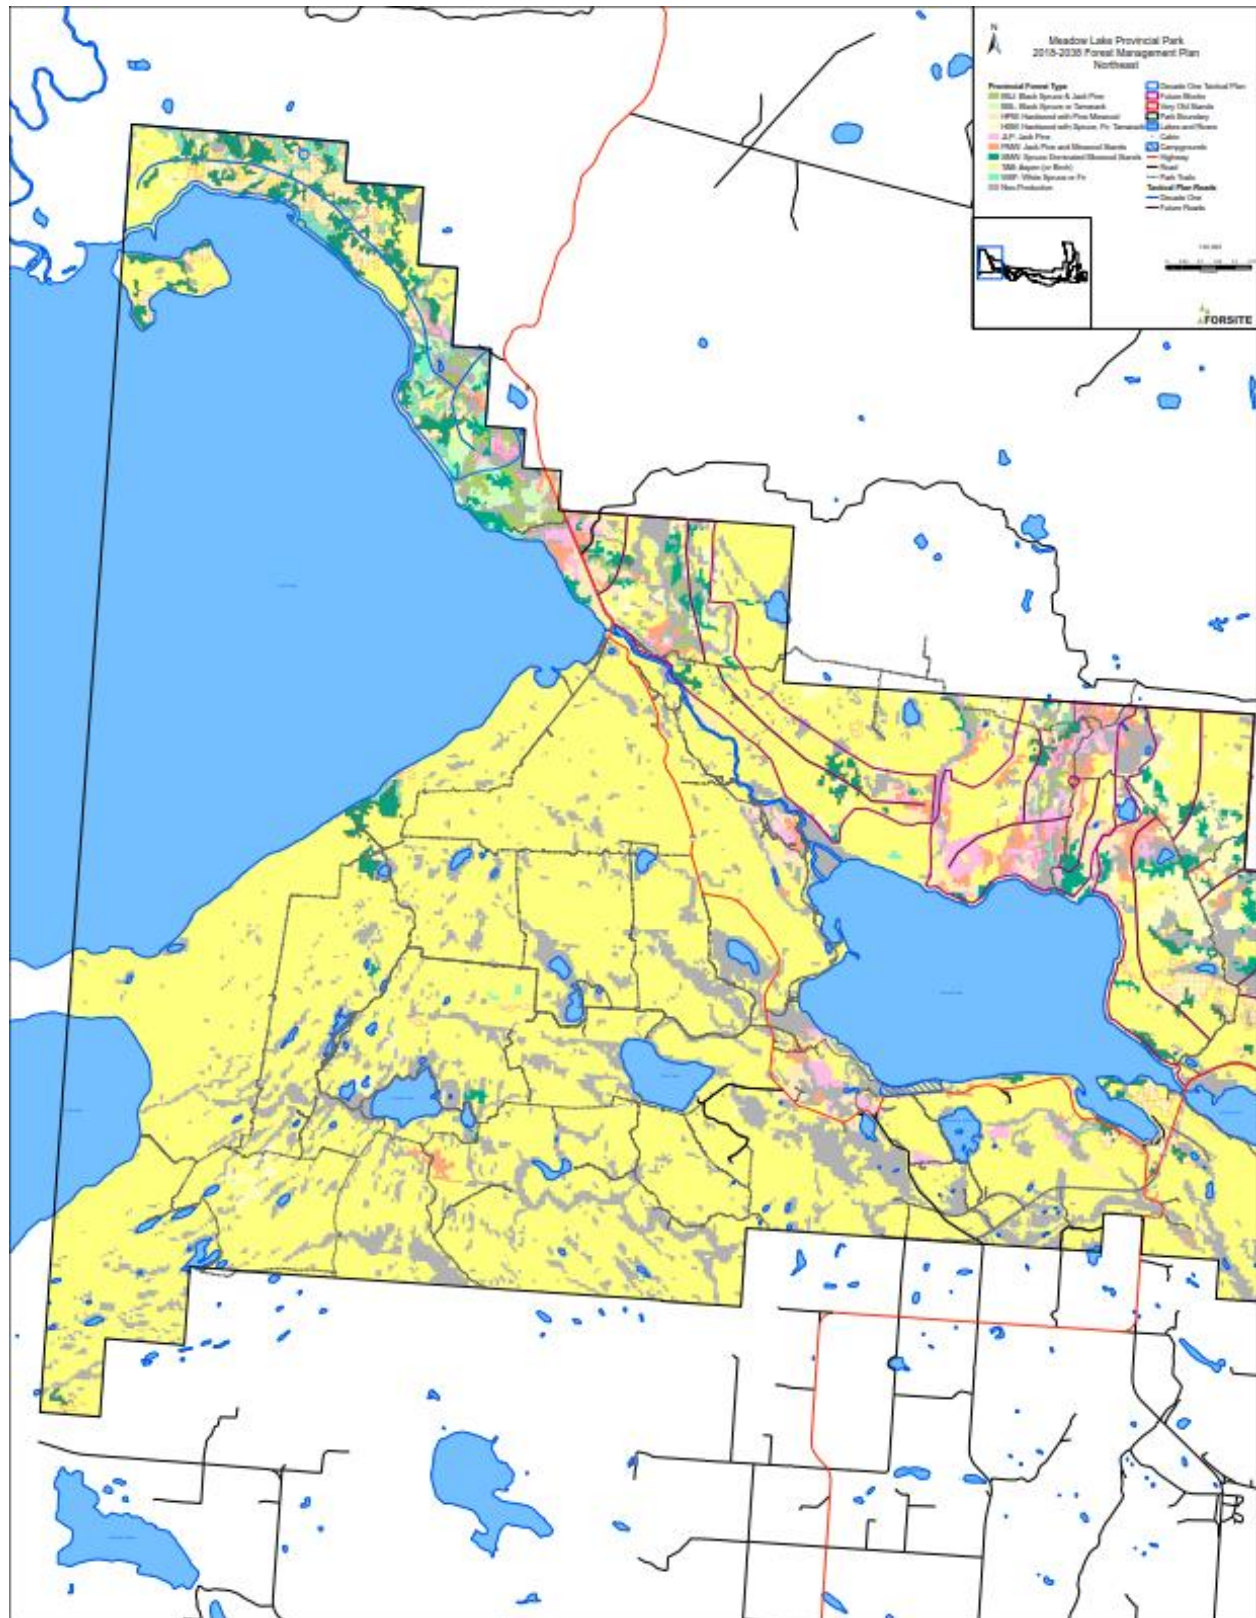 N
Meadow Lake Provincial Park
2018-2038 Forest Management Plan
Northeast
Provincial Forest Type
BSJ: Black Spruce & Jack Pine
BSL: Black Spruce or Tamarack
HPM: Hardwood with Pine Mixwood
HSM: Hardwood with Spruce, Fir, Tamarack
JLP: Jack Pine
PMW: Jack Pine and Mixwood Stands
SMW: Spruce Dominated Mixwood Stands
TAB: Aspen (or Birch)
WSF: White Spruce or Fir
Non Productive
Decade One Tactical Plan
Future Blocks
Very Old Stands
Park Boundary
Lakes and Rivers
Cabin
Campgrounds
Highway
Road
Park Trails
Tactical Plan Roads
Decade One
Future Roads
FORSITE